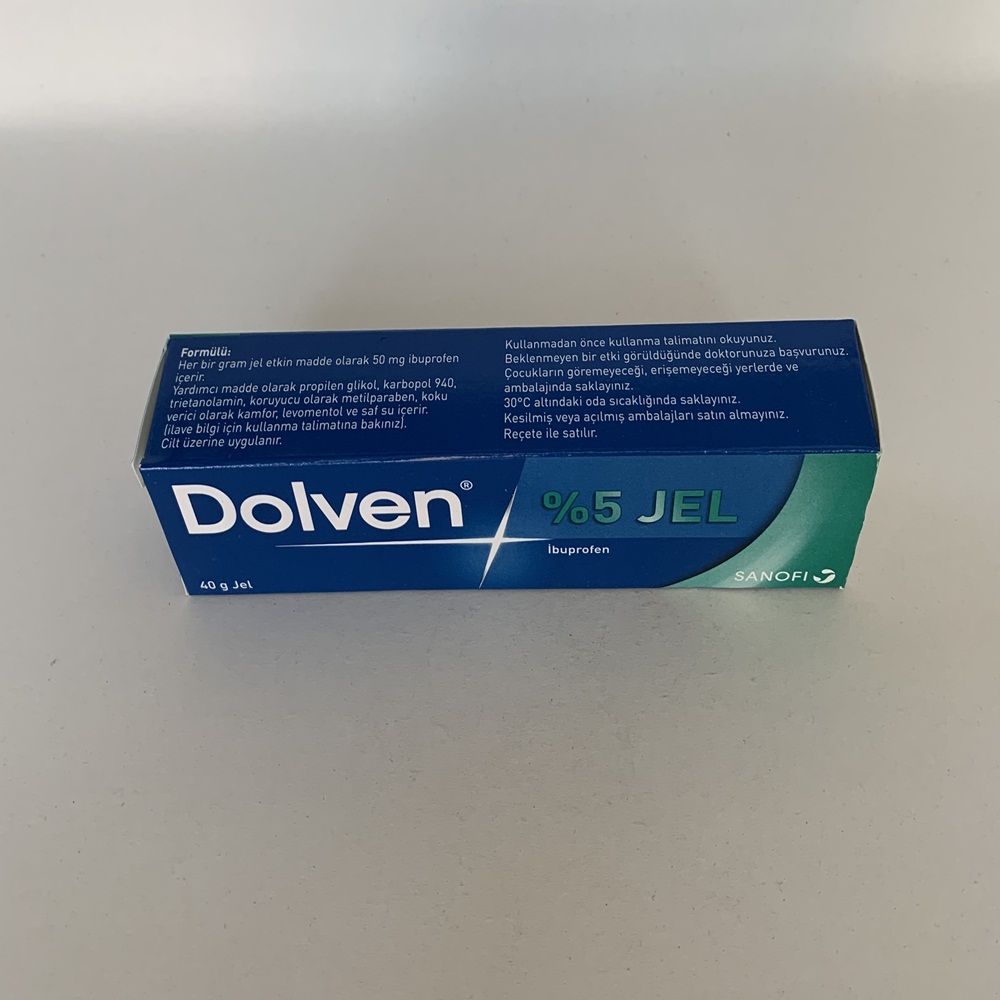 Formülü:
Her bir gram jel etkin madde olarak 50 mg ibuprofen
içerir.
Yardımcı madde olarak propilen glikol, karbopol 940,
trietanolamin, koruyucu olarak metilparaben, koku
verici olarak kamfor, levomentol ve saf su içerir.
(ilave bilgi için kullanma talimatına bakınız).
Cilt üzerine uygulanır.
Kullanmadan önce kullanma talimatını okuyunuz.
Beklenmeyen bir etki görüldüğünde doktorunuza başvurunuz.
Çocukların göremeyeceği, erişemeyeceği yerlerde ve
ambalajında saklayınız.
30°C altındaki oda sıcaklığında saklayınız.
Kesilmiş veya açılmış ambalajları satın almayınız.
Reçete ile satılır.
Dolven®
%5 JEL
İbuprofen
40 g Jel
SANOFI